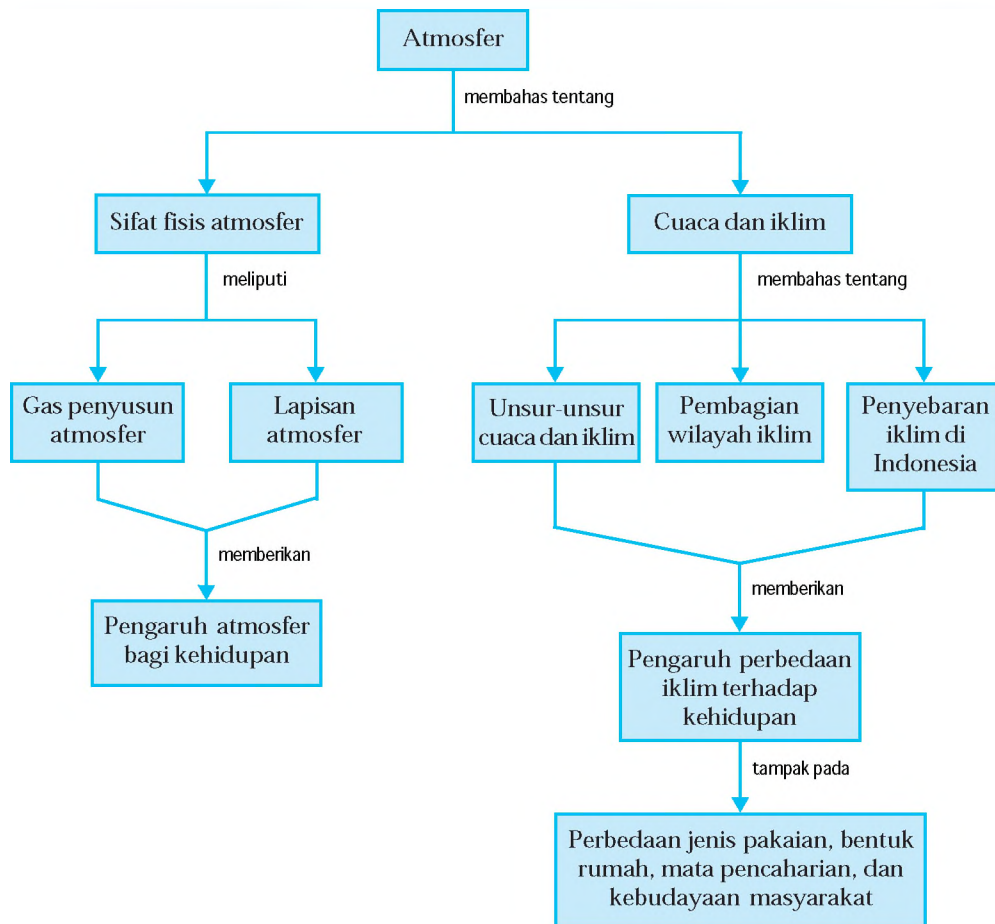 Atmosfer
membahas tentang
Sifat fisis atmosfer
Cuaca dan iklim
meliputi
membahas tentang
Gas penyusun
atmosfer
Lapisan
atmosfer
Unsur-unsur
cuaca dan iklim
Pembagian
wilayah iklim
Penyebaran
iklim di
Indonesia
memberikan
memberikan
Pengaruh atmosfer
bagi kehidupan
Pengaruh perbedaan
iklim terhadap
kehidupan
tampak pada
Perbedaan jenis pakaian, bentuk
rumah, mata pencaharian, dan
kebudayaan masyarakat